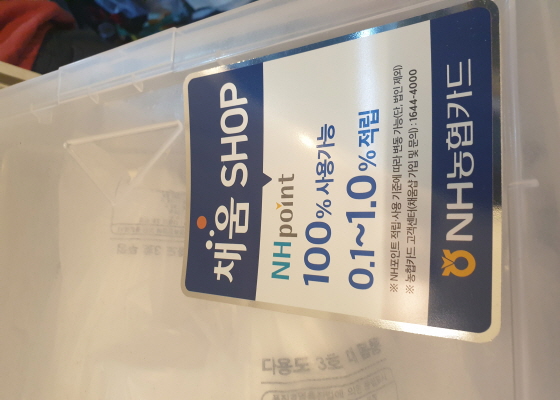 채움 SHOP
NHpoint
100% 사용가능
0.1~1.0% 적립
※ NH포인트 적립·사용 기준에 따라 변동 가능(단, 법인 제외)
※ 농협카드 고객센터(채움샵 가입 및 문의) : 1644-4000
NH농협카드
다용도 3호